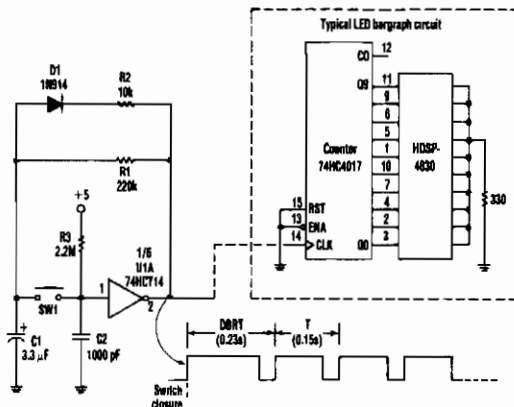 Typical LED bargraph circuit
D1
1N914
R2
10k
R1
220k
+5
R3
2.2M
SW1
C1
3.3 µF
C2
1000 pF
1/6
U1A
74HC14
1
2
Counter
74HC4017
CO
12
Q9
11
9
6
5
1
10
7
4
2
Q0
3
15
RST
13
ENA
14
CLK
HDSP-
4830
330
DBRT
(0.23s)
T
(0.15s)
Switch
closure